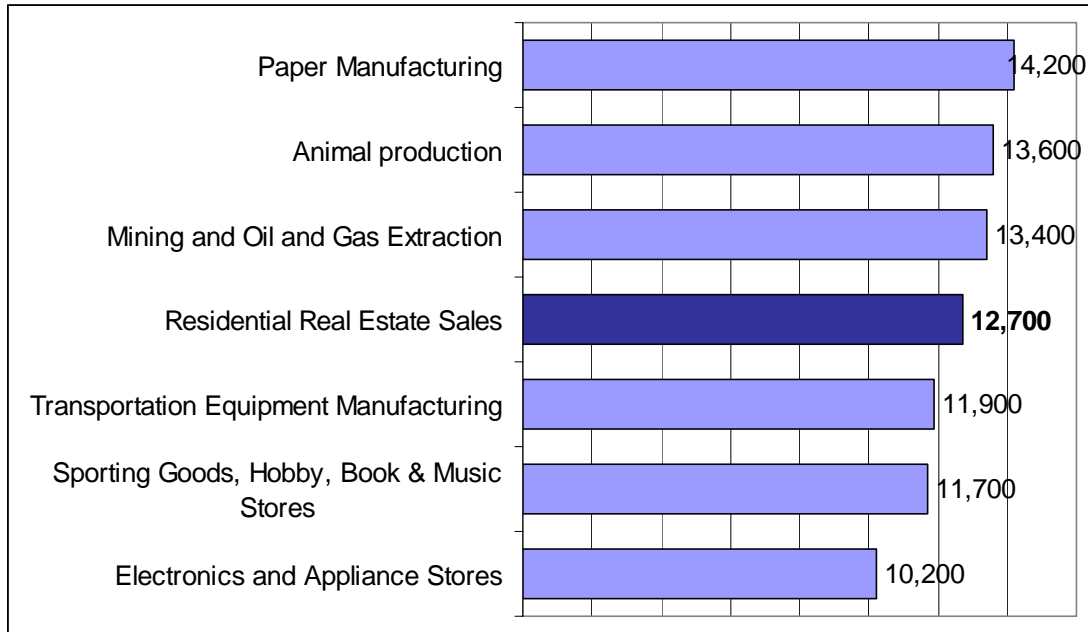 Paper Manufacturing
14,200
Animal production
13,600
Mining and Oil and Gas Extraction
13,400
Residential Real Estate Sales
12,700
Transportation Equipment Manufacturing
11,900
Sporting Goods, Hobby, Book & Music
Stores
11,700
Electronics and Appliance Stores
10,200